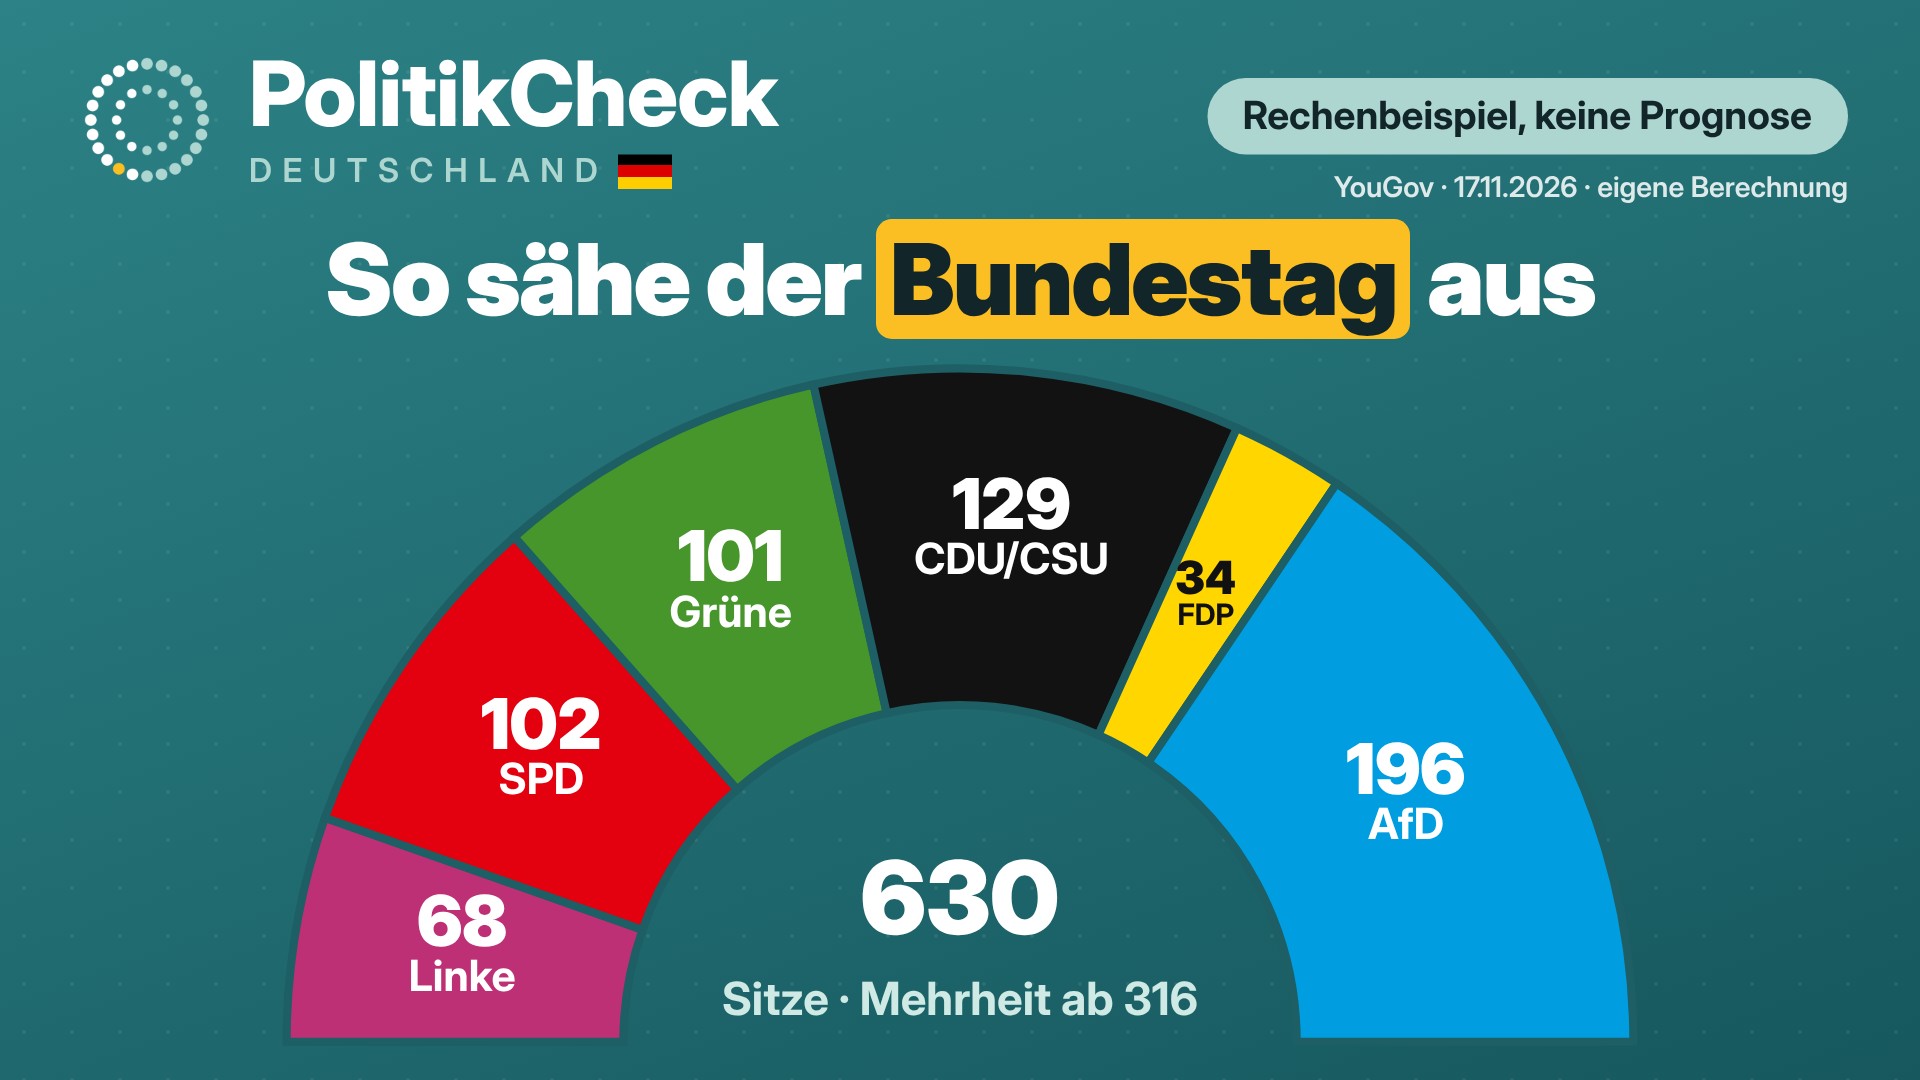 PolitikCheck
DEUTSCHLAND
Rechenbeispiel, keine Prognose
YouGov · 17.11.2026 · eigene Berechnung
So sähe der Bundestag aus
68
Linke
102
SPD
101
Grüne
129
CDU/CSU
34
FDP
196
AfD
630
Sitze · Mehrheit ab 316